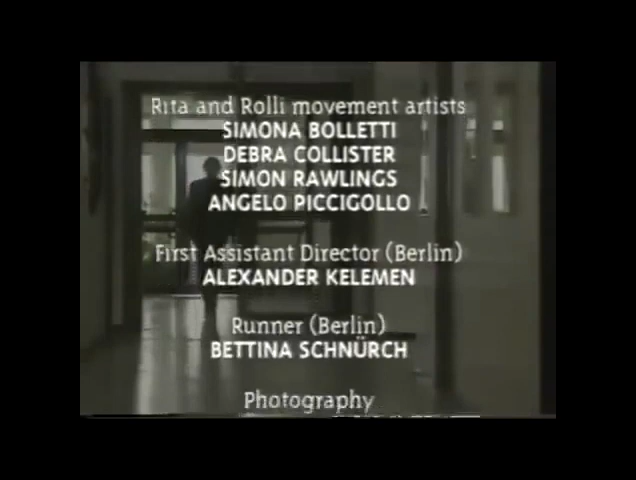 Rita and Rolli movement artists
SIMONA BOLLETTI
DEBRA COLLISTER
SIMON RAWLINGS
ANGELO PICCIGOLLO
First Assistant Director (Berlin)
ALEXANDER KELEMEN
Runner (Berlin)
BETTINA SCHNÜRCH
Photography